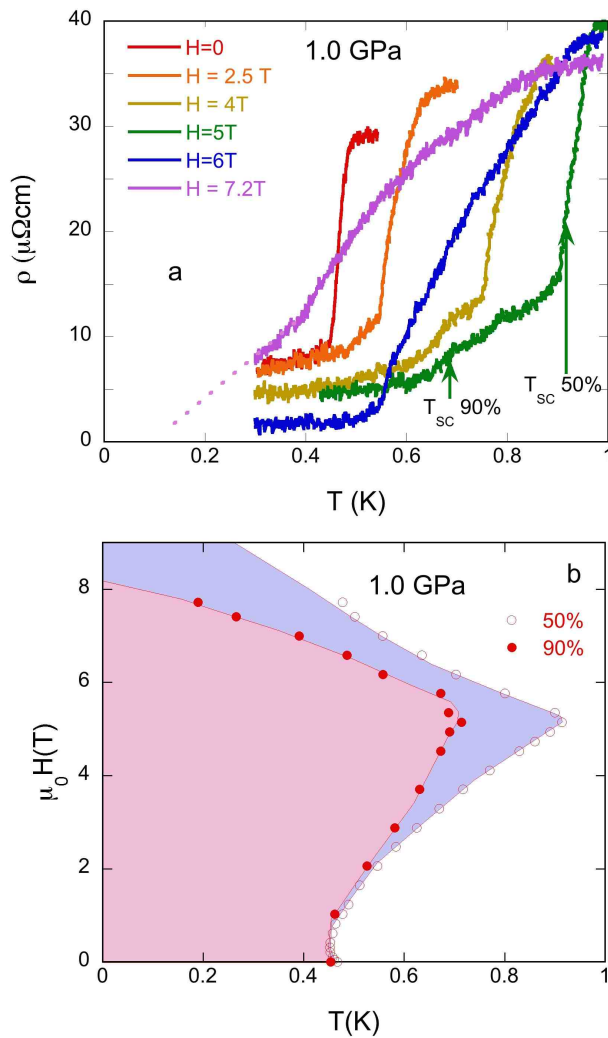 40
30
20
10
0
ρ (μΩcm)
H=0
H = 2.5 T
H = 4T
H=5T
H=6T
H = 7.2T
1.0 GPa
a
T_SC 90%
T_SC 50%
0 0.2 0.4 0.6 0.8 1
T (K)
8
6
4
2
0
μ₀H(T)
1.0 GPa
b
50%
90%
0 0.2 0.4 0.6 0.8 1
T(K)